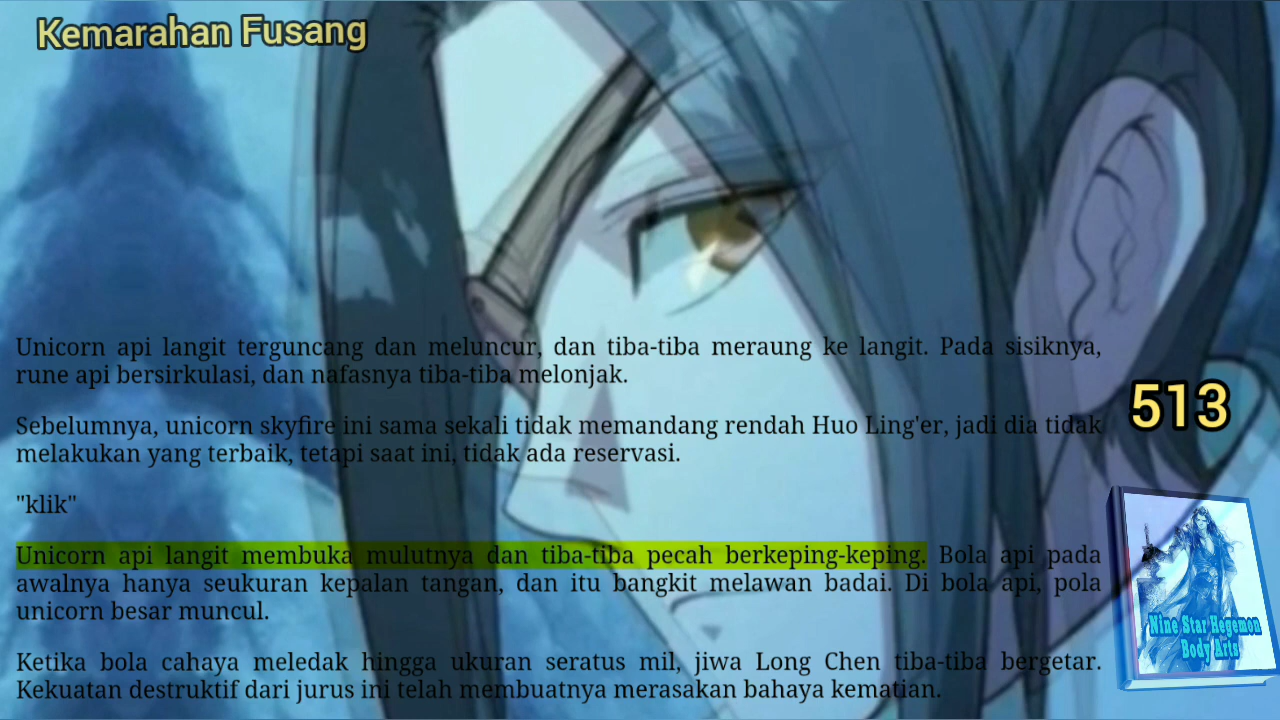 Kemarahan Fusang
Unicorn api langit terguncang dan meluncur, dan tiba-tiba meraung ke langit. Pada sisiknya,
rune api bersirkulasi, dan nafasnya tiba-tiba melonjak.
513
Sebelumnya, unicorn skyfire ini sama sekali tidak memandang rendah Huo Ling'er, jadi dia tidak
melakukan yang terbaik, tetapi saat ini, tidak ada reservasi.
"klik"
Unicorn api langit membuka mulutnya dan tiba-tiba pecah berkeping-keping. Bola api pada
awalnya hanya seukuran kepalan tangan, dan itu bangkit melawan badai. Di bola api, pola
unicorn besar muncul.
Nine Star Hegemon
Body Arts
Ketika bola cahaya meledak hingga ukuran seratus mil, jiwa Long Chen tiba-tiba bergetar.
Kekuatan destruktif dari jurus ini telah membuatnya merasakan bahaya kematian.